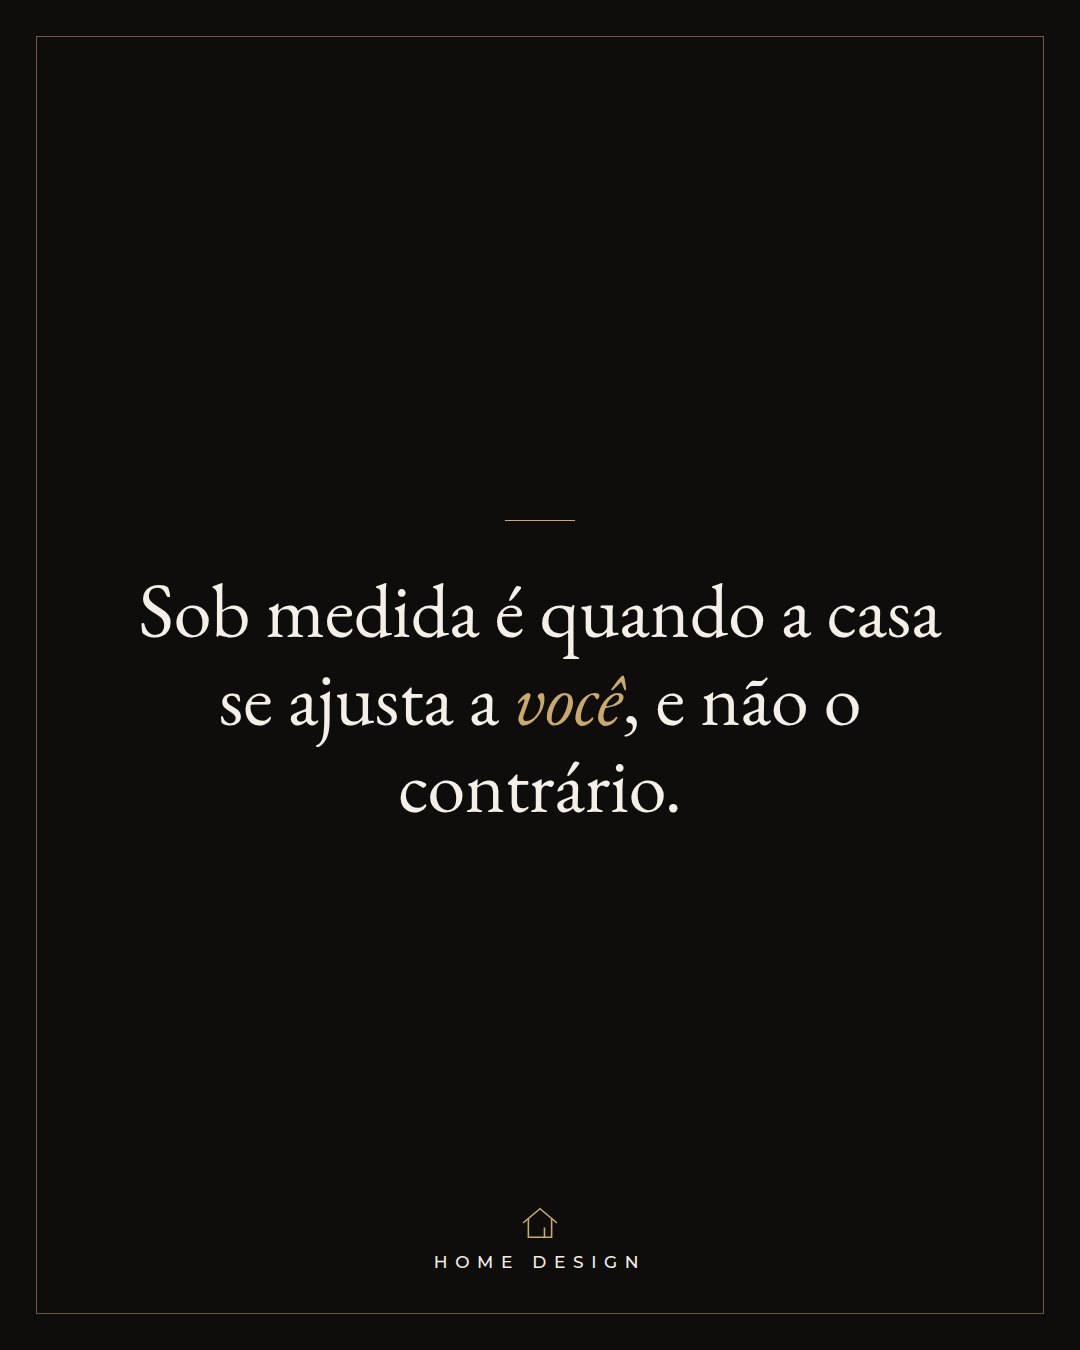 Sob medida é quando a casa
se ajusta a você, e não o
contrário.
HOME DESIGN